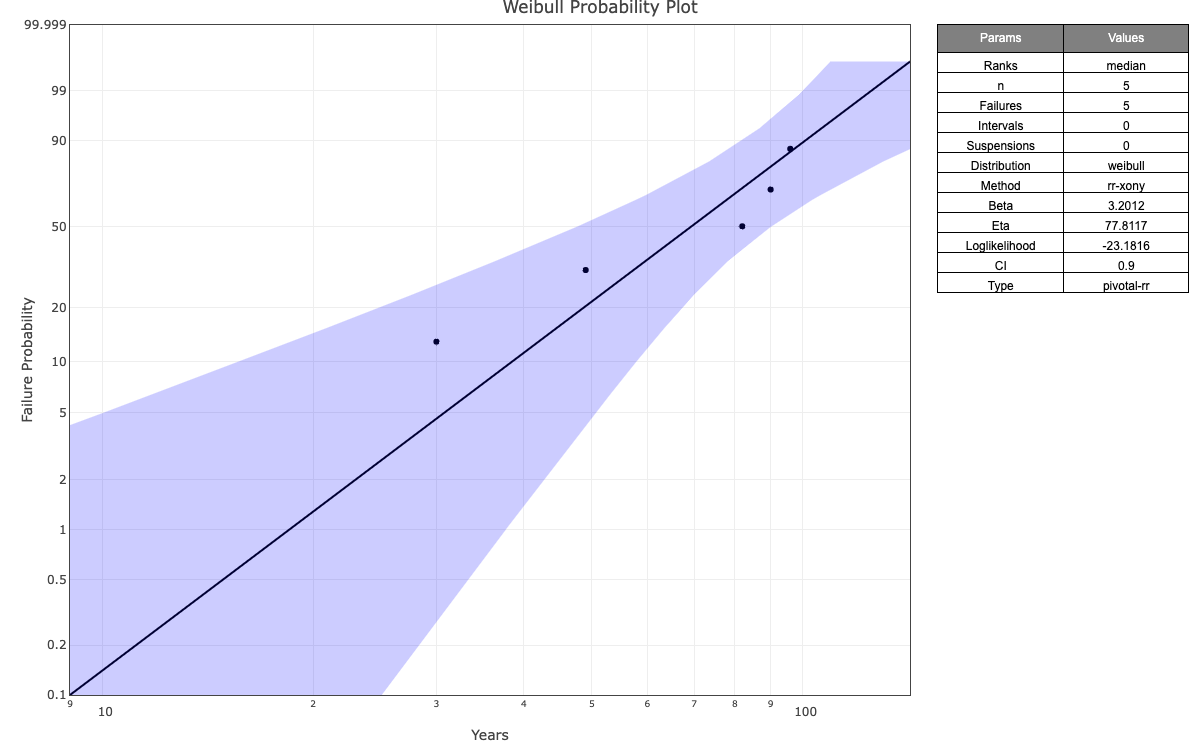 Weibull Probability Plot
99.999
99
90
50
20
10
5
2
1
0.5
0.2
0.1
Failure Probability
9 10 2 3 4 5 6 7 8 9 100
Years
Params Values
Ranks median
n 5
Failures 5
Intervals 0
Suspensions 0
Distribution weibull
Method rr-xony
Beta 3.2012
Eta 77.8117
Loglikelihood -23.1816
CI 0.9
Type pivotal-rr